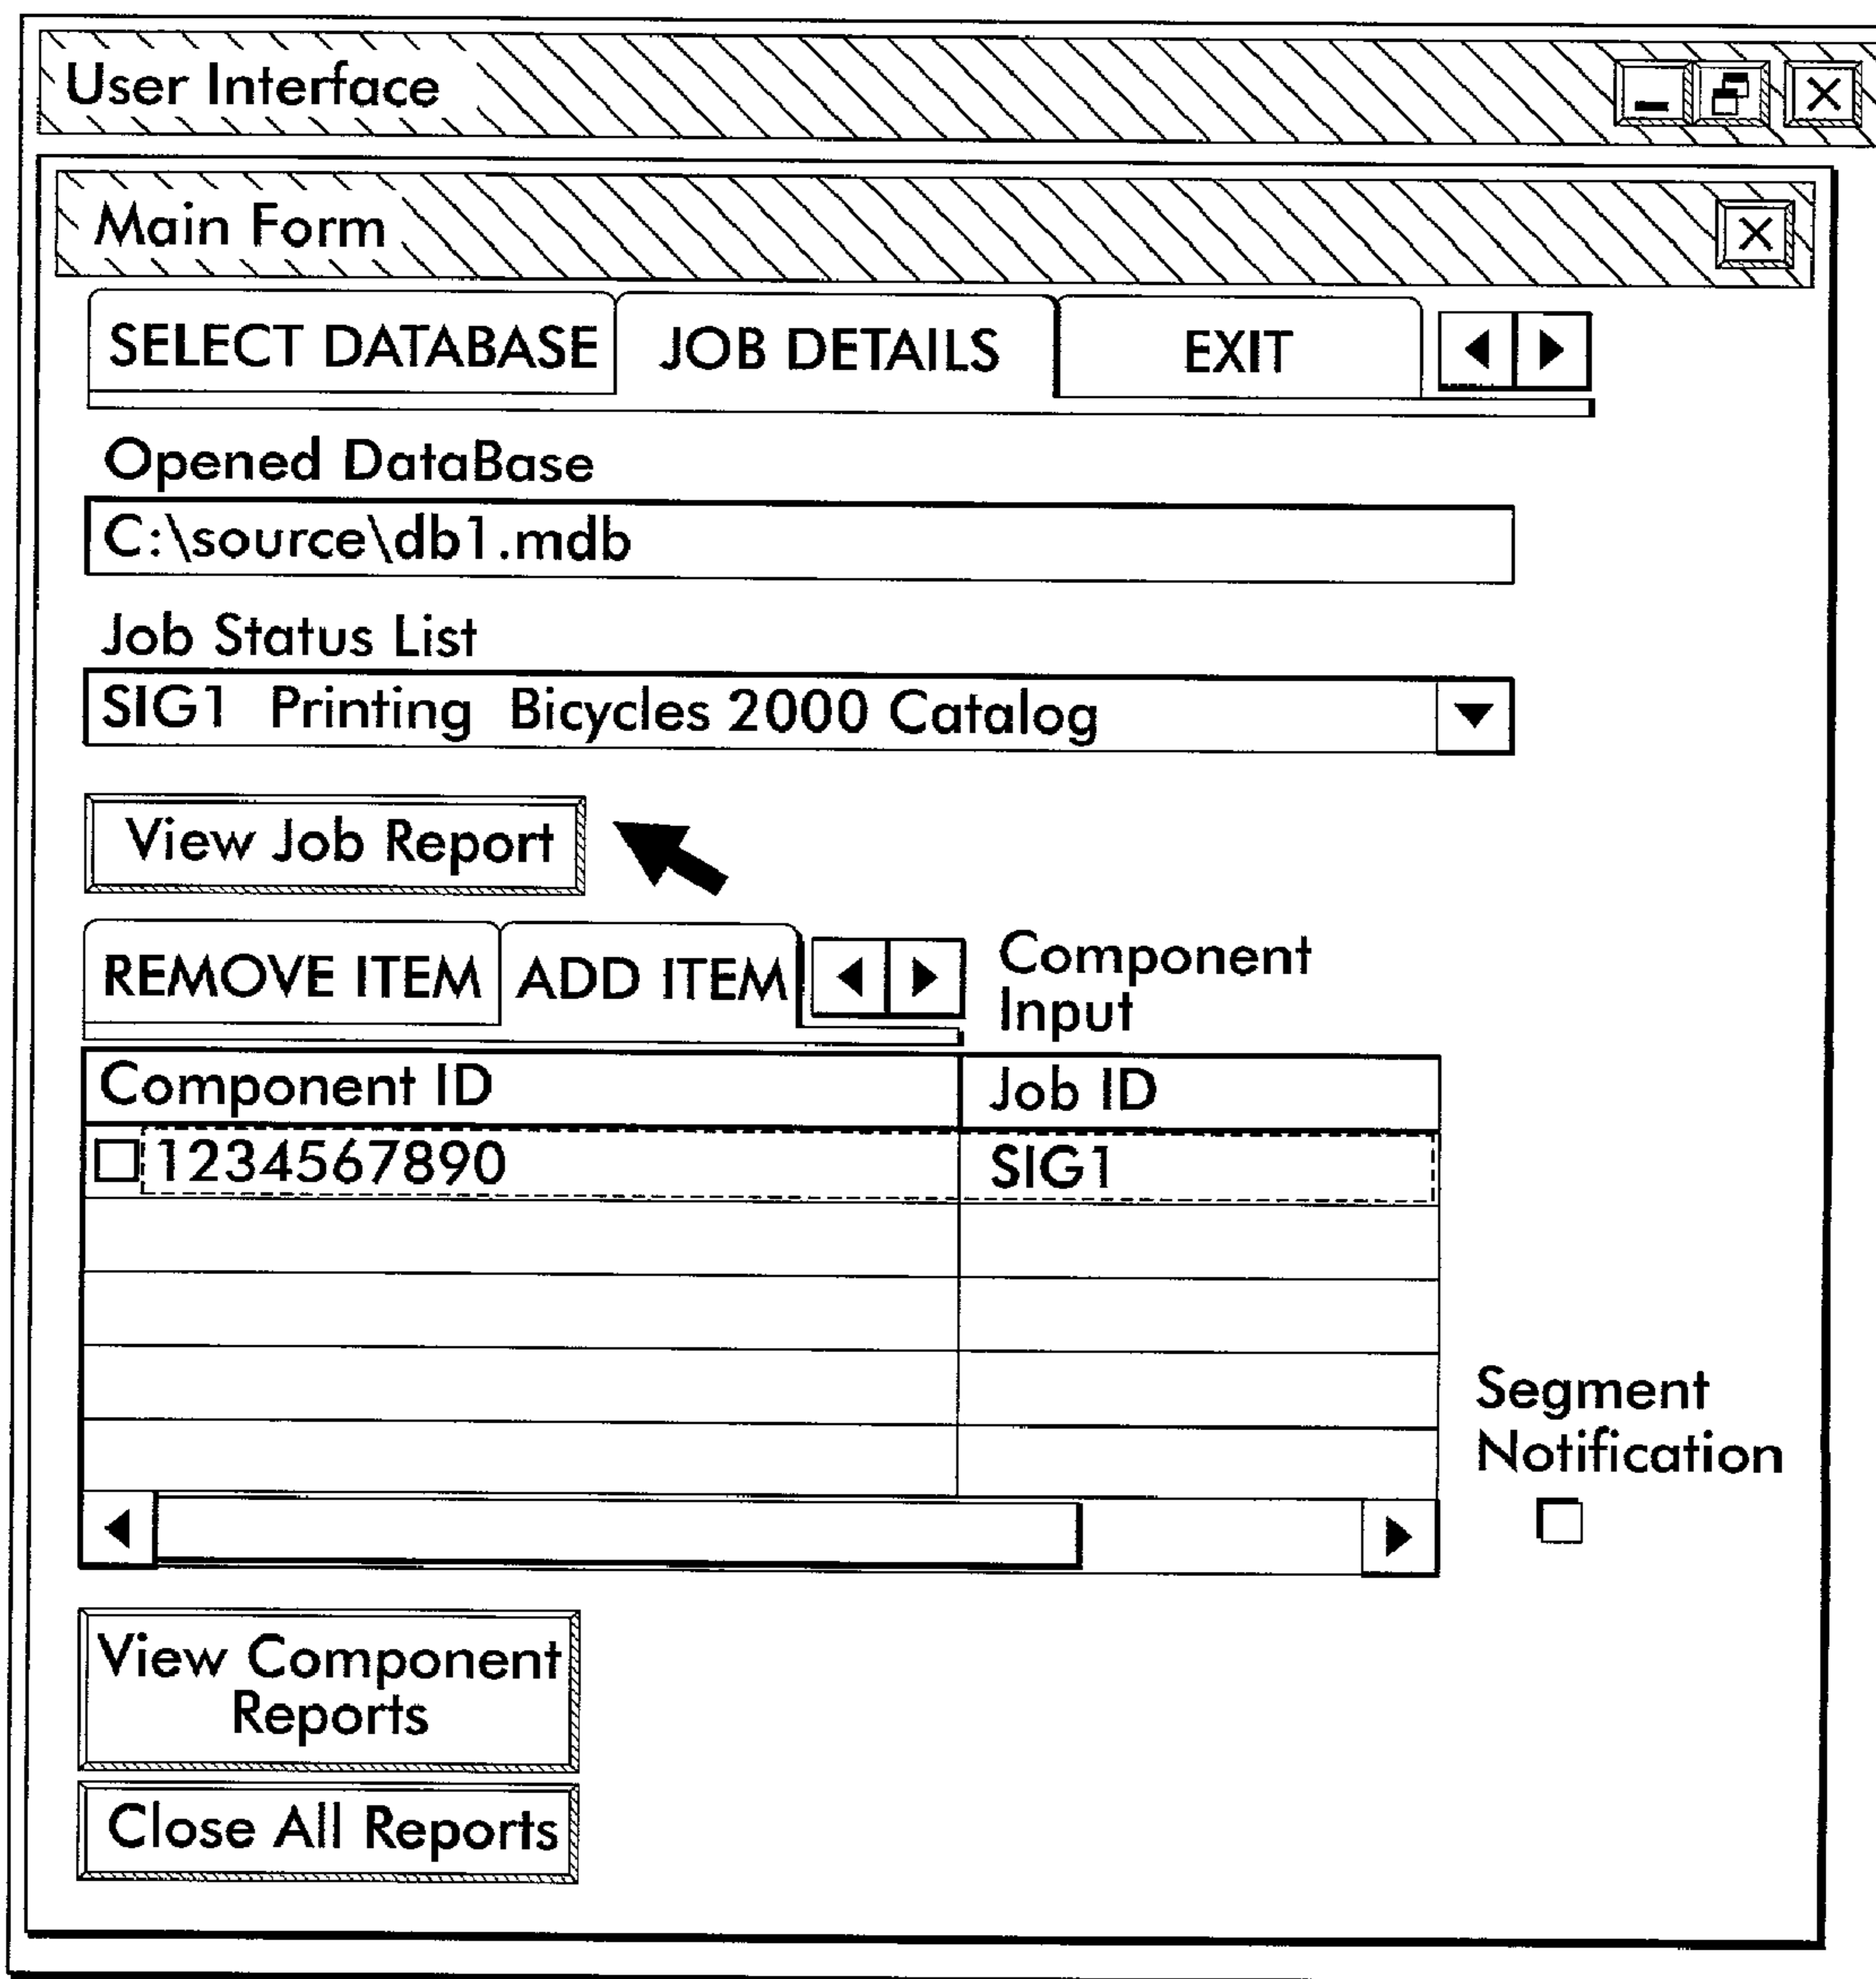 User Interface
Main Form
SELECT DATABASE JOB DETAILS EXIT
Opened DataBase
C:\source\db1.mdb
Job Status List
SIG1 Printing Bicycles 2000 Catalog
View Job Report
REMOVE ITEM ADD ITEM
Component
Input
Component ID Job ID
1234567890 SIG1
Segment
Notification
View Component
Reports
Close All Reports